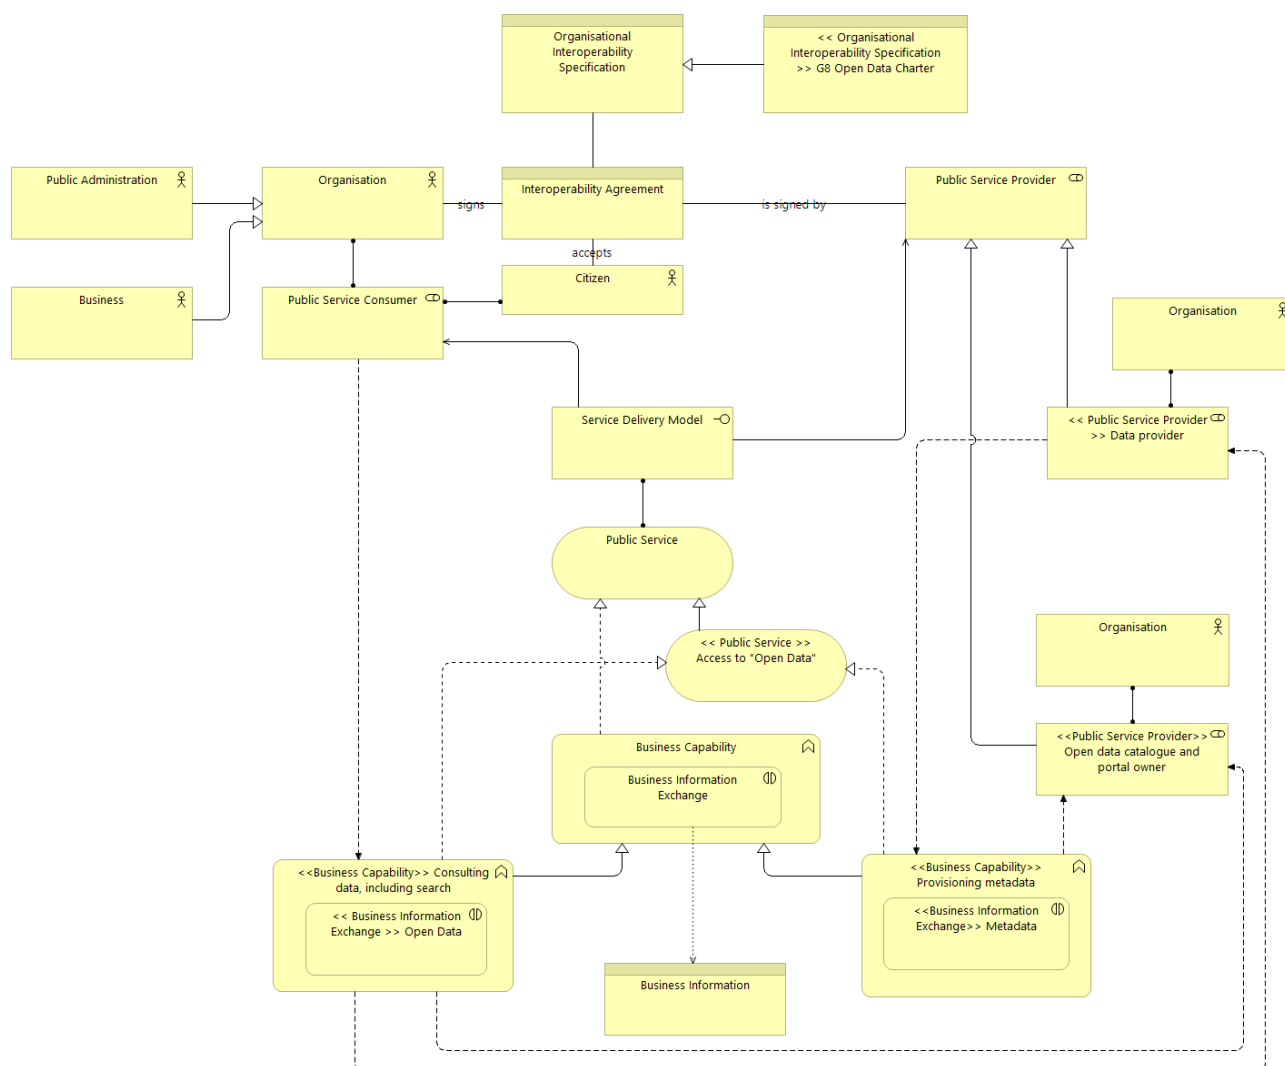 Organisational
Interoperability
Specification
<< Organisational
Interoperability Specification
>> G8 Open Data Charter
Public Administration
Organisation
signs
Interoperability Agreement
is signed by
Public Service Provider
accepts
Business
Public Service Consumer
Citizen
Organisation
Service Delivery Model
<< Public Service Provider
>> Data provider
Public Service
<< Public Service >>
Access to "Open Data"
Organisation
<<Public Service Provider>>
Open data catalogue and
portal owner
Business Capability
Business Information
Exchange
<<Business Capability>> Consulting
data, including search
<< Business Information
Exchange >> Open Data
<<Business Capability>>
Provisioning metadata
<<Business Information
Exchange>> Metadata
Business Information